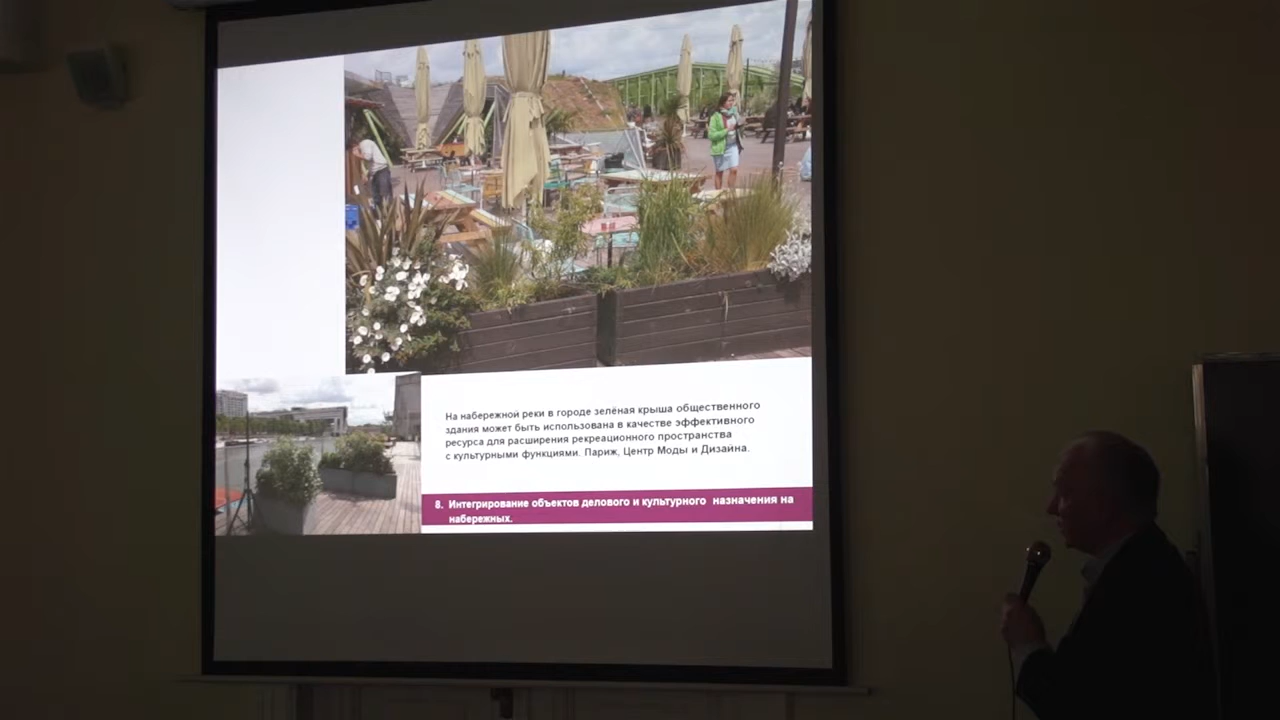 На набережной реки в городе зелёная крыша общественного
здания может быть использована в качестве эффективного
ресурса для расширения рекреационного пространства
с культурными функциями. Париж, Центр Моды и Дизайна.
8. Интегрирование объектов делового и культурного назначения на
набережных.